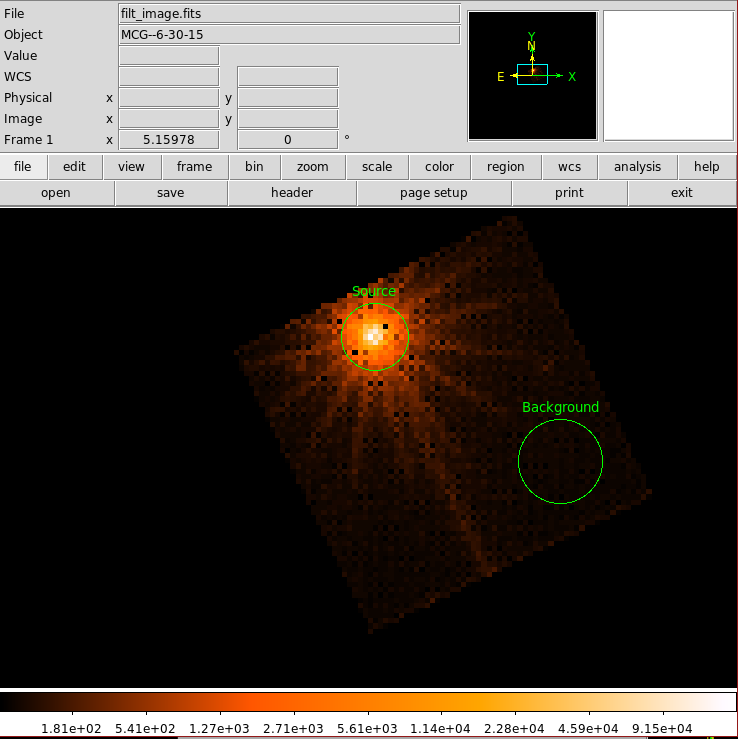 File filt_image.fits
Object MCG--6-30-15
Value
WCS
Physical x y
Image x y
Frame 1 x 5.15978 0 °
Y
N
E X
file edit view frame bin zoom scale color region wcs analysis help
open save header page setup print exit
Source
Background
1.81e+02 5.41e+02 1.27e+03 2.71e+03 5.61e+03 1.14e+04 2.28e+04 4.59e+04 9.15e+04